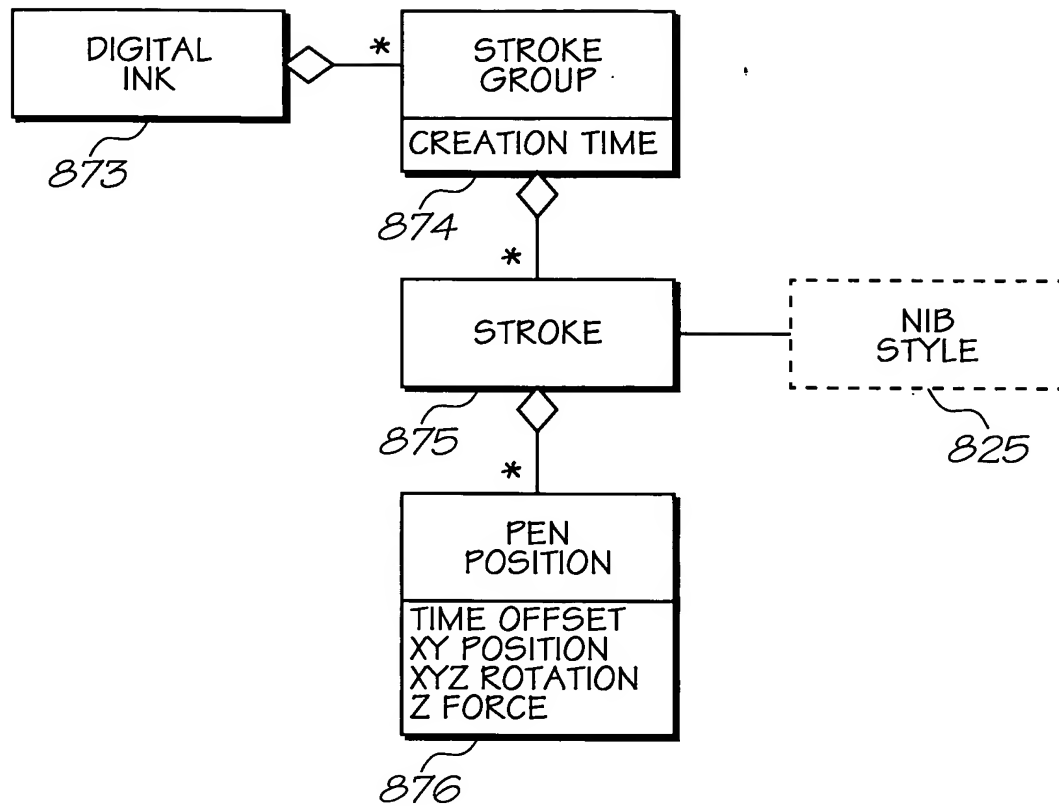 DIGITAL
INK
873
*
STROKE
GROUP
CREATION TIME
874
*
STROKE
875
NIB
STYLE
825
*
PEN
POSITION
TIME OFFSET
XY POSITION
XYZ ROTATION
Z FORCE
876